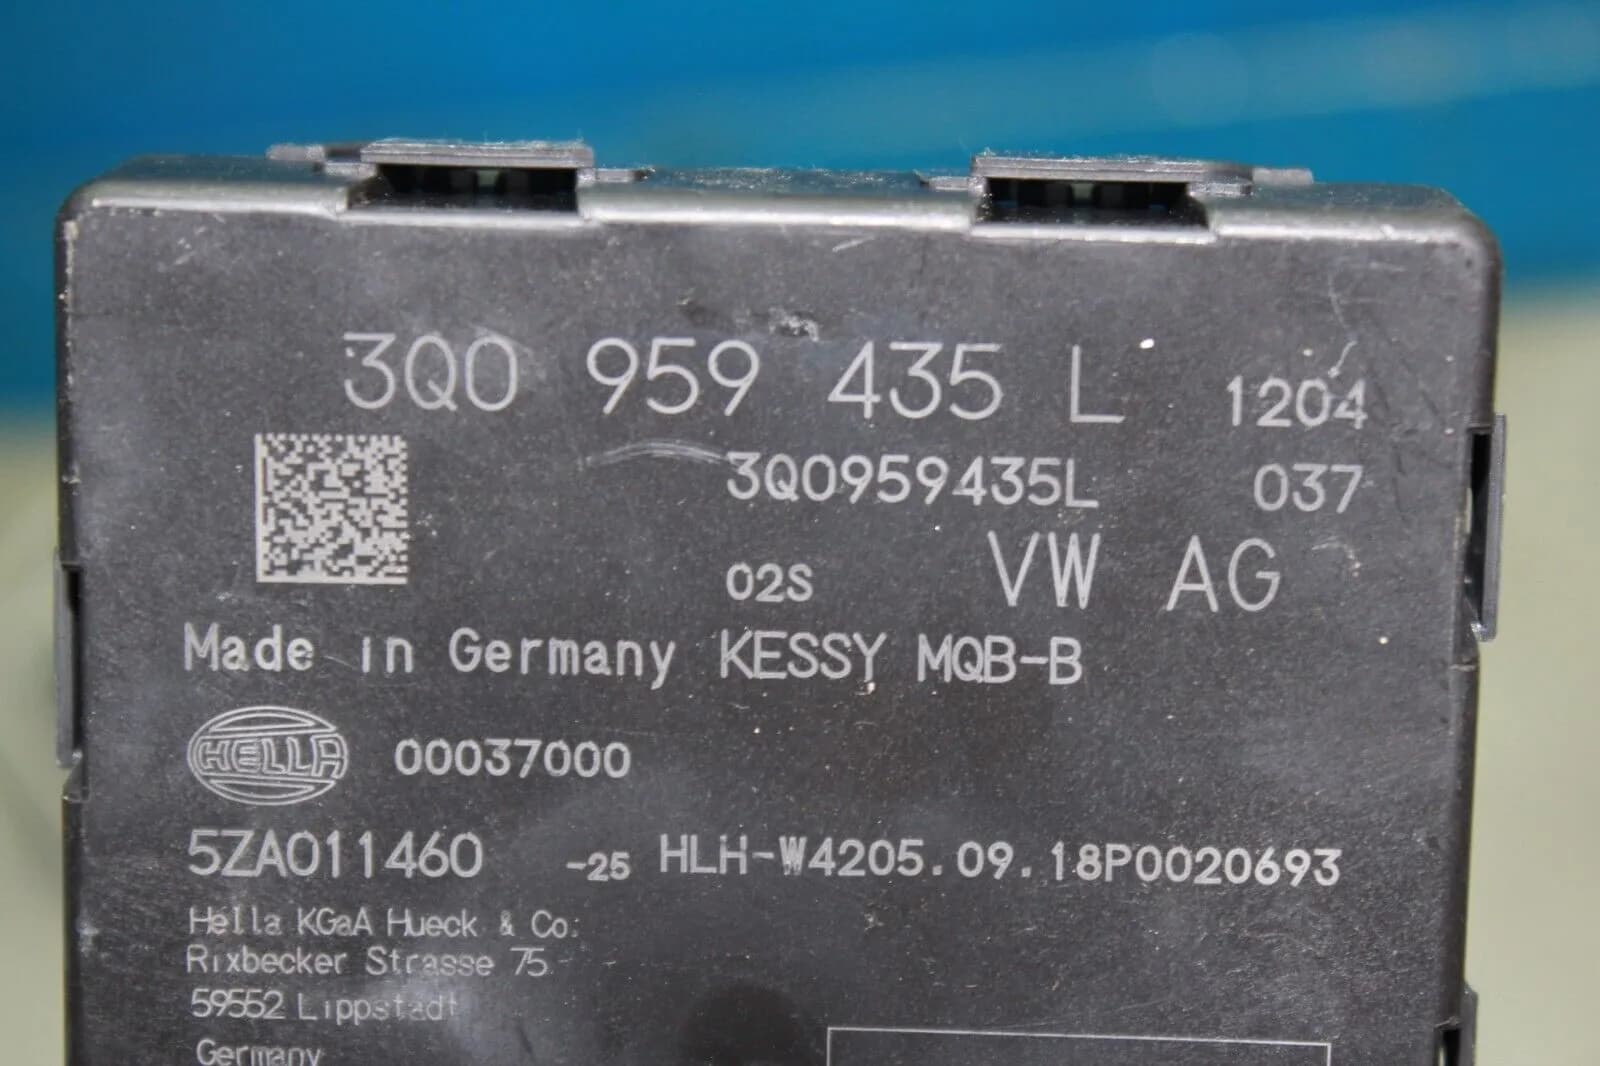 3Q0 959 435 L 1204
3Q0959435L 037
02S VW AG
Made in Germany KESSY MQB-B
HELLA 00037000
5ZA011460 -25 HLH-W4205.09.18P0020693
Hella KGaA Hueck & Co:
Rixbecker Strasse 75
59552 Lippstadt
Germany